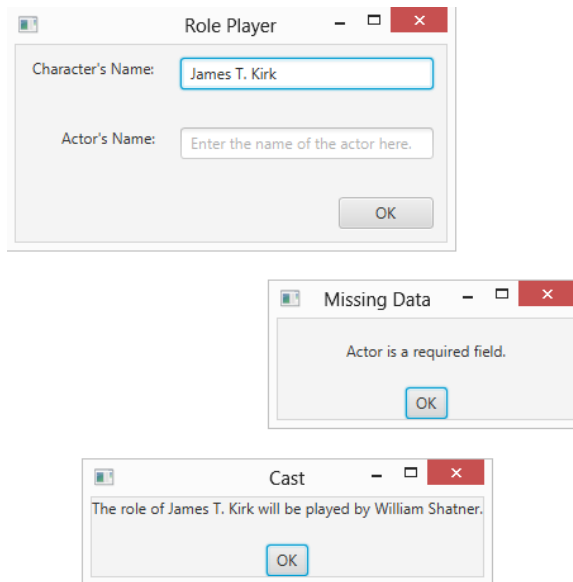 Role Player
Character's Name: James T. Kirk
Actor's Name: Enter the name of the actor here.
OK
Missing Data
Actor is a required field.
OK
Cast
The role of James T. Kirk will be played by William Shatner.
OK